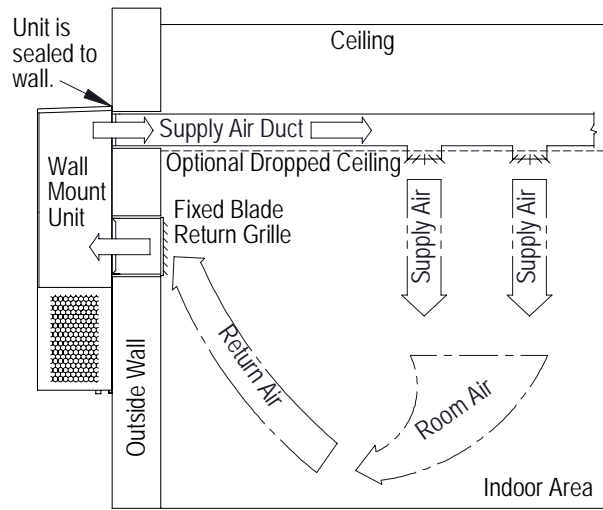 Unit is
sealed to
wall.
Ceiling
Supply Air Duct
Optional Dropped Ceiling
Wall
Mount
Unit
Fixed Blade
Return Grille
Supply Air
Supply Air
Return Air
Room Air
Outside Wall
Indoor Area